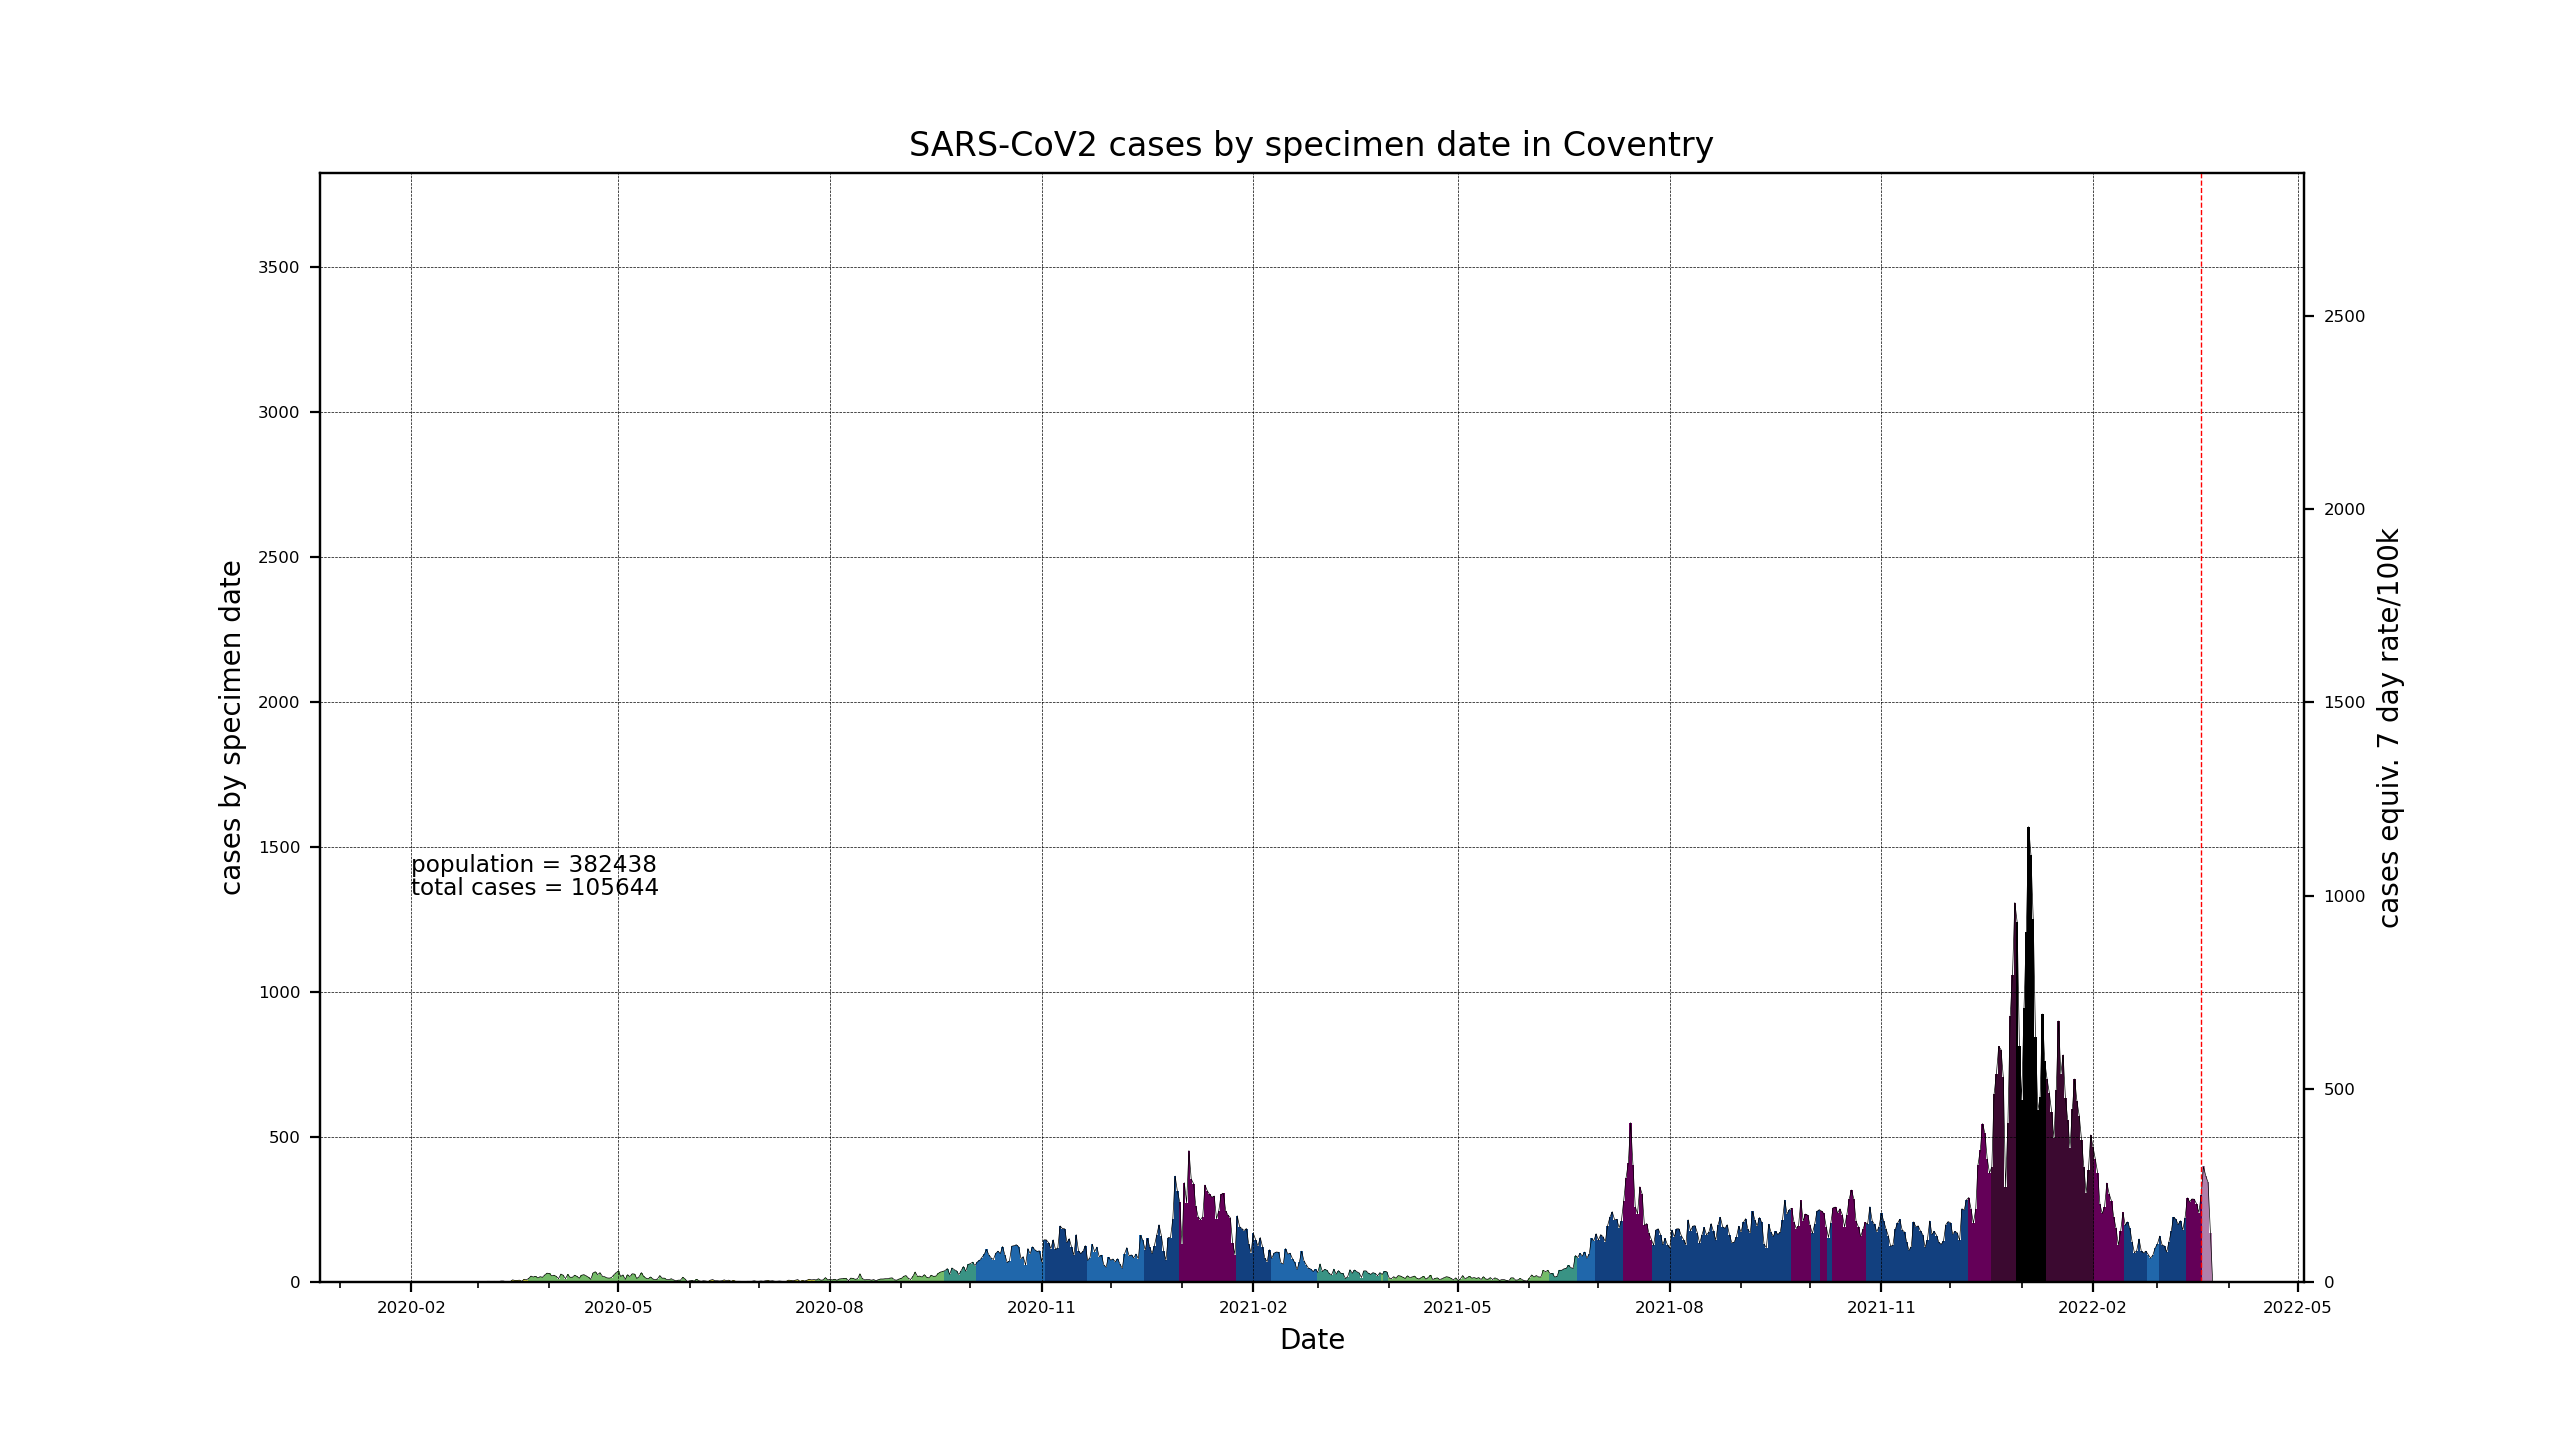 SARS-CoV2 cases by specimen date in Coventry
cases by specimen date
3500
3000
2500
2000
1500
1000
500
0
population = 382438
total cases = 105644
2500
2000
1500
1000
500
0
cases equiv. 7 day rate/100k
2020-02 2020-05 2020-08 2020-11 2021-02 2021-05 2021-08 2021-11 2022-02 2022-05
Date